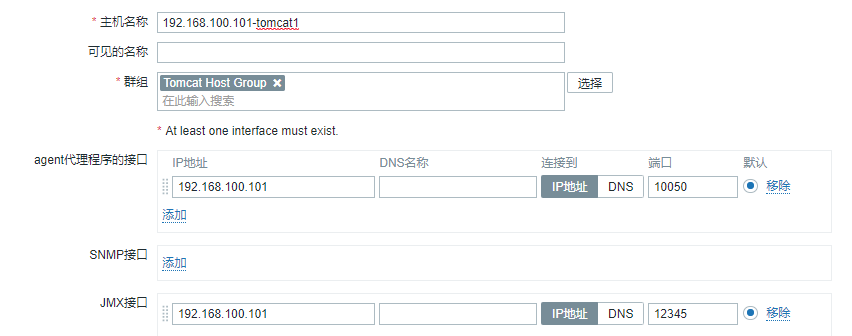 * 主机名称 192.168.100.101-tomcat1
可见的名称
* 群组 Tomcat Host Group × 选择
在此输入搜索
* At least one interface must exist.
agent代理程序的接口 IP地址 DNS名称 连接到 端口 默认
192.168.100.101 IP地址 DNS 10050 移除
添加
SNMP接口 添加
JMX接口 192.168.100.101 IP地址 DNS 12345 移除